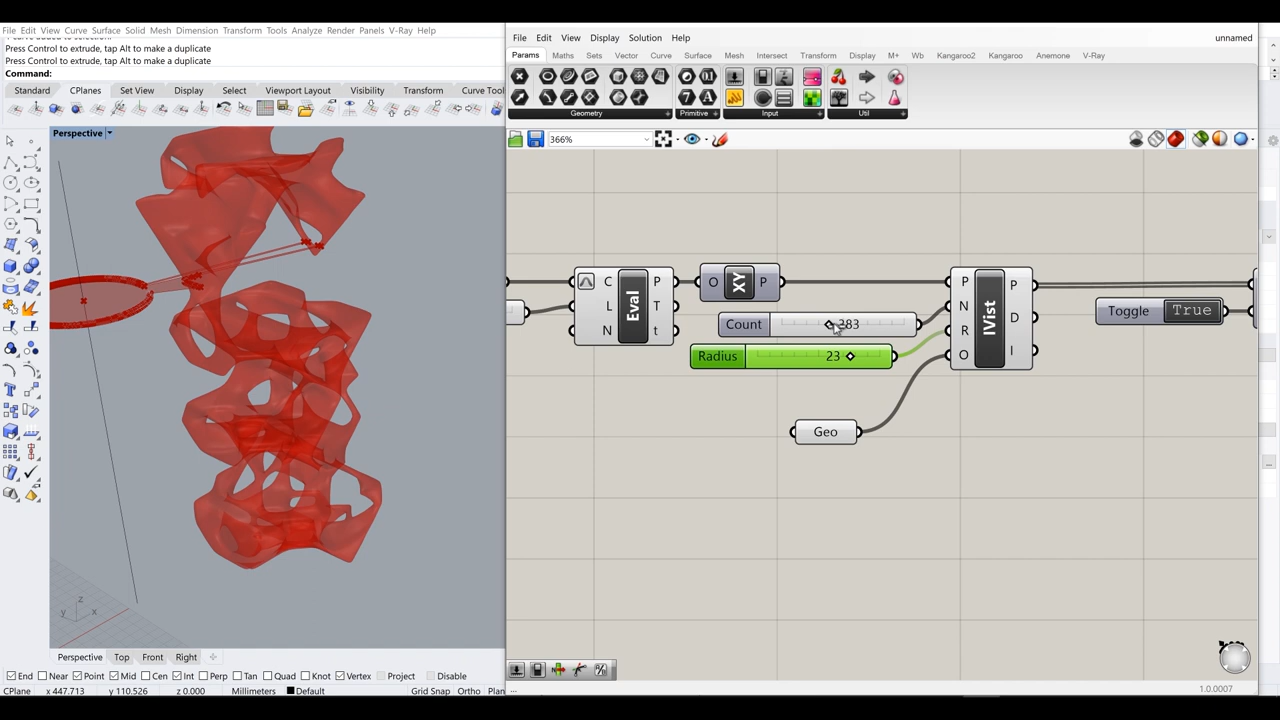 File Edit View Curve Surface Solid Mesh Dimension Transform Tools Analyze Render Panels V-Ray Help
Press Control to extrude, tap Alt to make a duplicate
Press Control to extrude, tap Alt to make a duplicate
Command:
Standard CPlanes Set View Display Select Viewport Layout Visibility Transform Curve Tool
Perspective
z
y x
Perspective Top Front Right
End Near Point Mid Cen Int Perp Tan Quad Knot Vertex Project Disable
CPlane x 447.713 y 110.526 z 0.000 Millimeters Default Grid Snap Ortho Plan
unnamed
File Edit View Display Solution Help
Params Maths Sets Vector Curve Surface Mesh Intersect Transform Display M+ Wb Kangaroo2 Kangaroo Anemone V-Ray
Geometry Primitive Input Util
366%
C L N Eval P T t
O XY P
Count 283
Radius 23
Geo
P N R O IVist P D I
Toggle True
...
1.0.0007